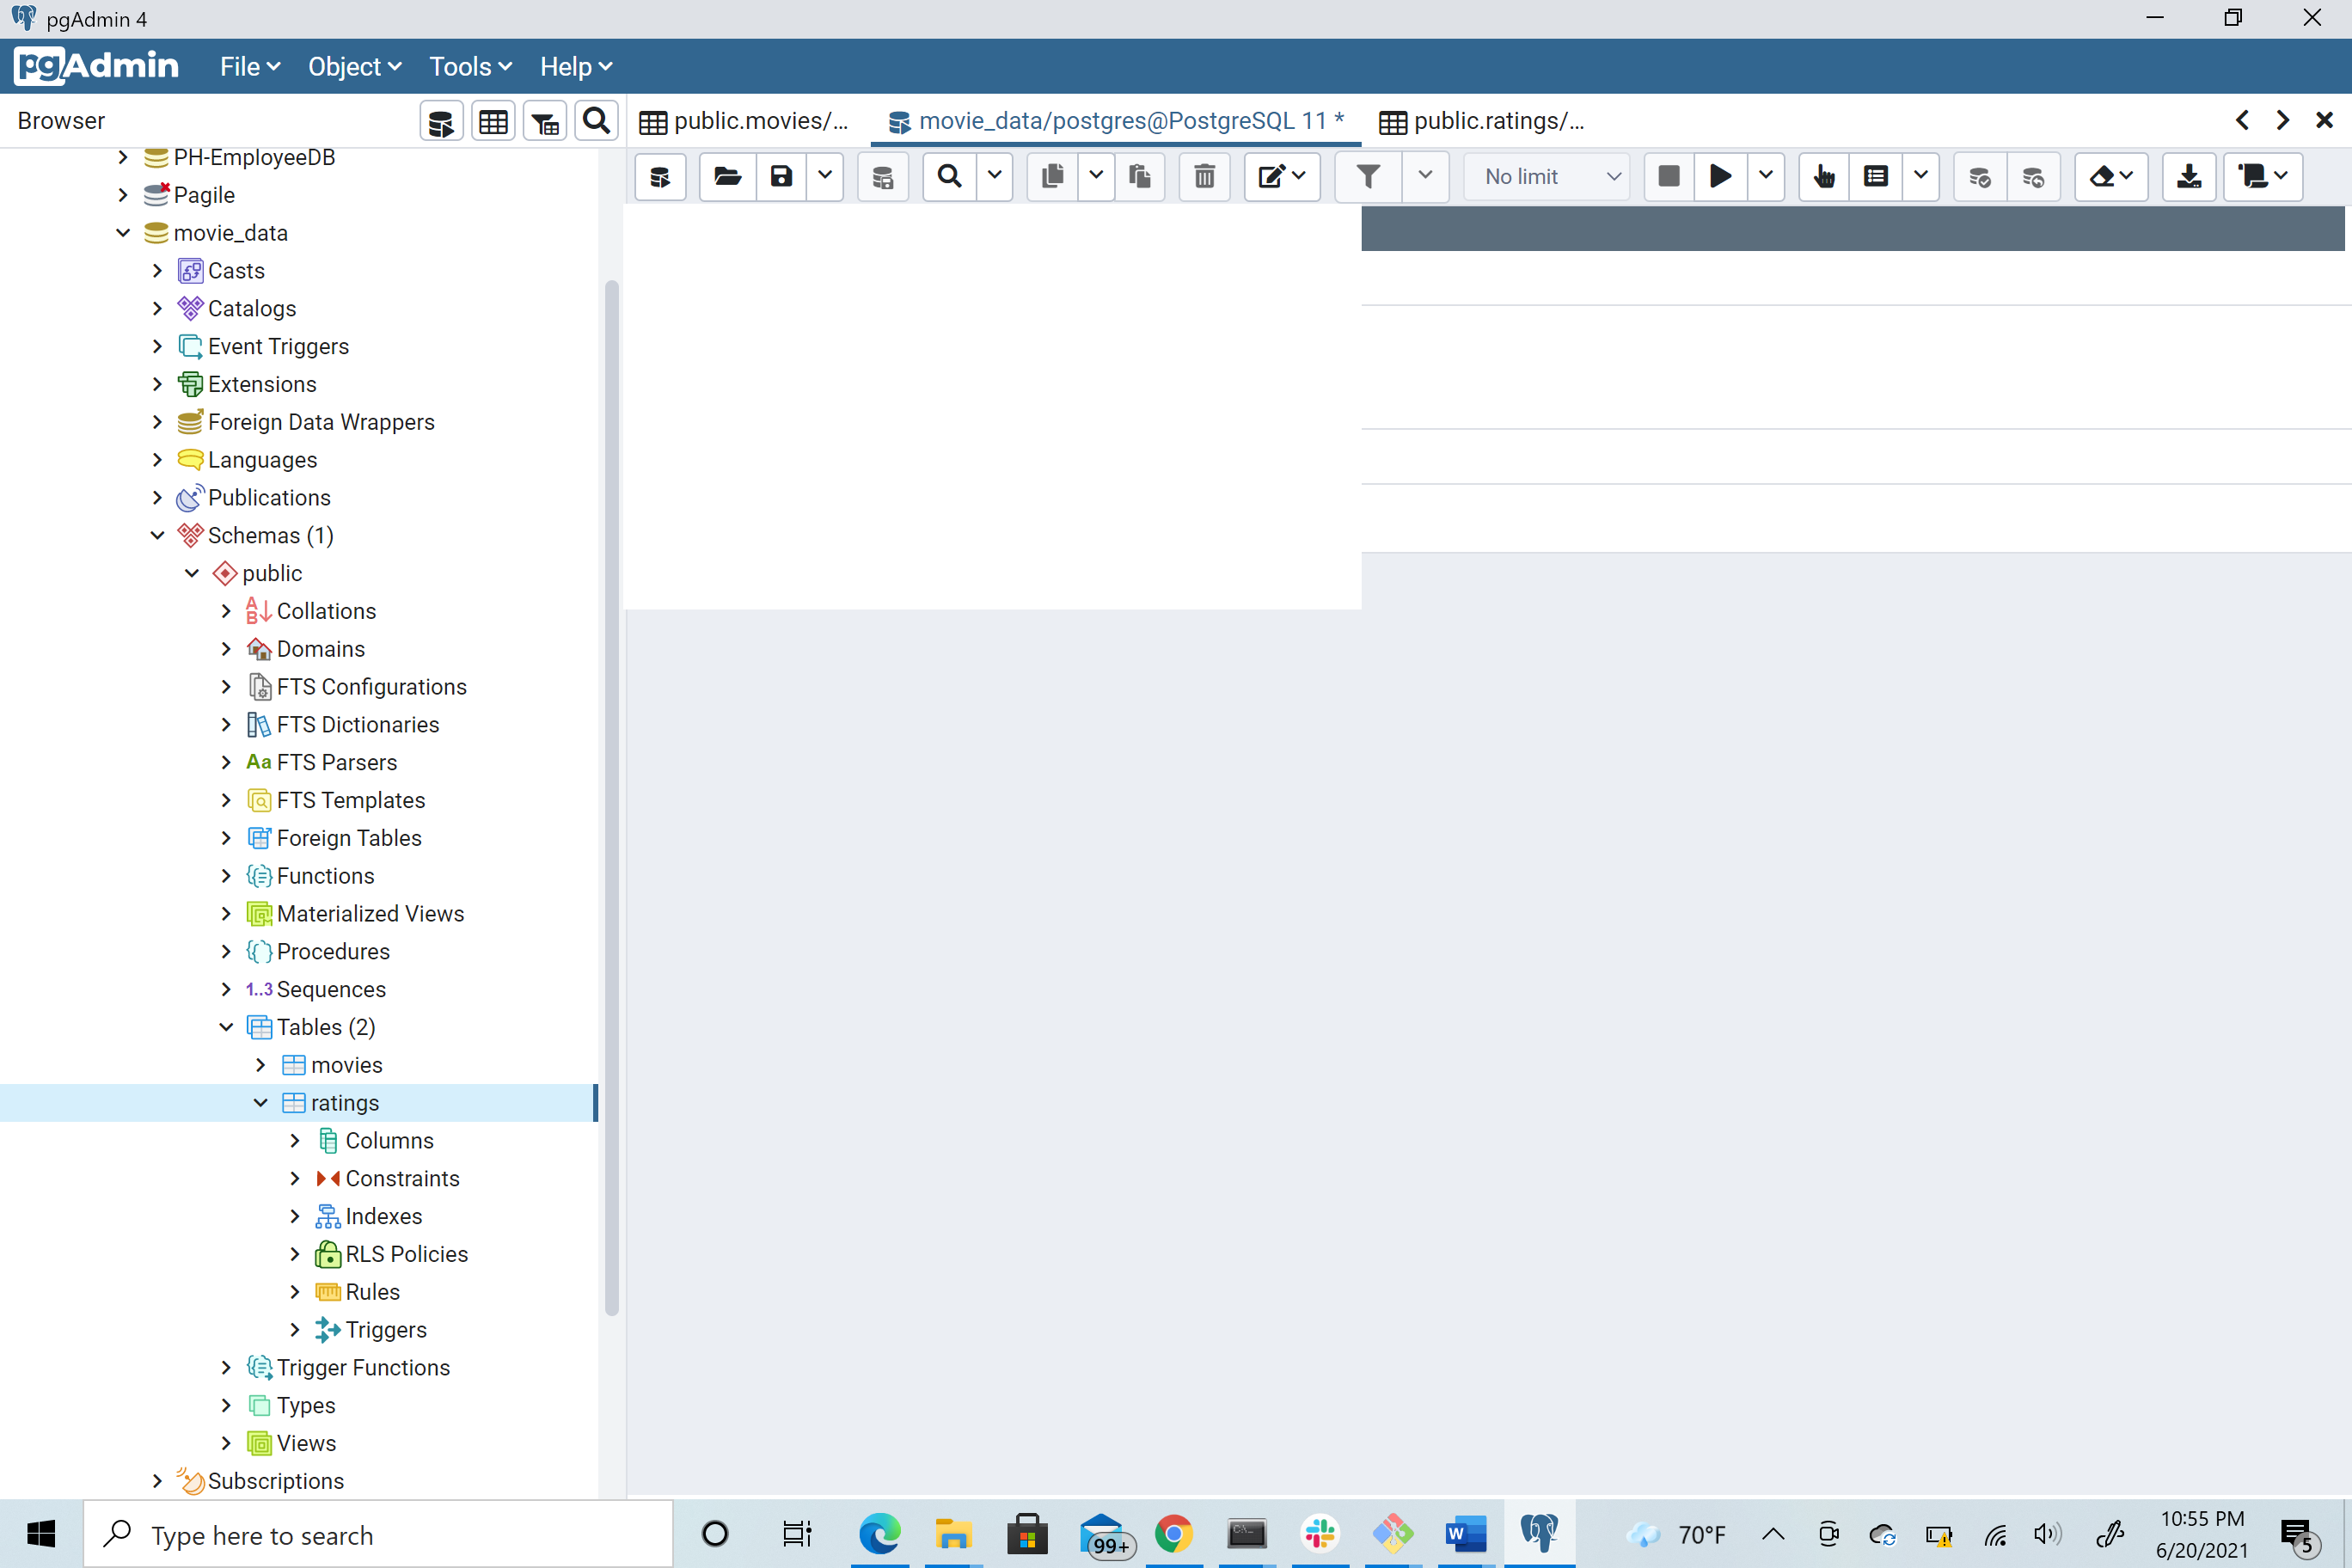 pgAdmin 4
pgAdmin File Object Tools Help
Browser
public.movies/...
movie_data/postgres@PostgreSQL 11 *
public.ratings/...
No limit
PH-EmployeeDB
Pagile
movie_data
Casts
Catalogs
Event Triggers
Extensions
Foreign Data Wrappers
Languages
Publications
Schemas (1)
public
Collations
Domains
FTS Configurations
FTS Dictionaries
Aa FTS Parsers
FTS Templates
Foreign Tables
Functions
Materialized Views
Procedures
1..3 Sequences
Tables (2)
movies
ratings
Columns
Constraints
Indexes
RLS Policies
Rules
Triggers
Trigger Functions
Types
Views
Subscriptions
Type here to search
99+
70°F
10:55 PM
6/20/2021
5